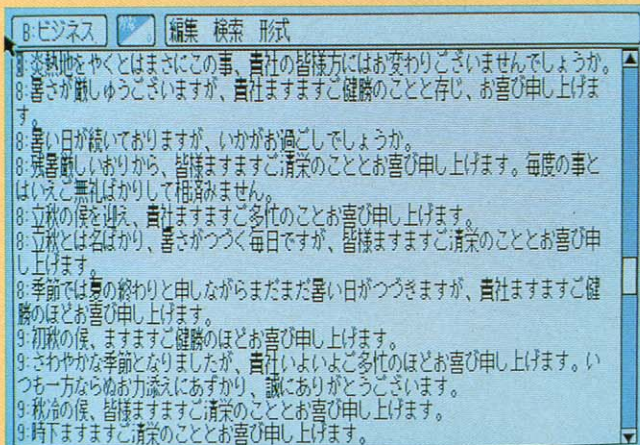 B:ビジネス 編集 検索 形式
8:炎熱地をやくとはまさにこの事、貴社の皆様方にはお変わりございませんでしょうか。
8:暑さが厳しゅうございますが、貴社ますますご健勝のことと存じ、お喜び申し上げま
す。
8:暑い日が続いておりますが、いかがお過ごしでしょうか。
8:残暑厳しいおりから、皆様ますますご清栄のこととお喜び申し上げます。毎度の事と
はいえご無礼ばかりして相済みません。
8:立秋の候を迎え、貴社ますますご多忙のことお喜び申し上げます。
8:立秋とは名ばかり、暑さがつづく毎日ですが、皆様ますますご清栄のこととお喜び申
し上げます。
8:季節では夏の終わりと申しながらまだまだ暑い日がつづきますが、貴社ますますご健
勝のほどお喜び申し上げます。
9:初秋の候、ますますご健勝のほどお喜び申し上げます。
9:さわやかな季節となりましたが、貴社いよいよご多忙のほどお喜び申し上げます。い
つも一方ならぬお力添えにあずかり、誠にありがとうございます。
9:秋冷の候、皆様ますますご清栄のこととお喜び申し上げます。
9:時下ますますご清栄のこととお喜び申し上げます。